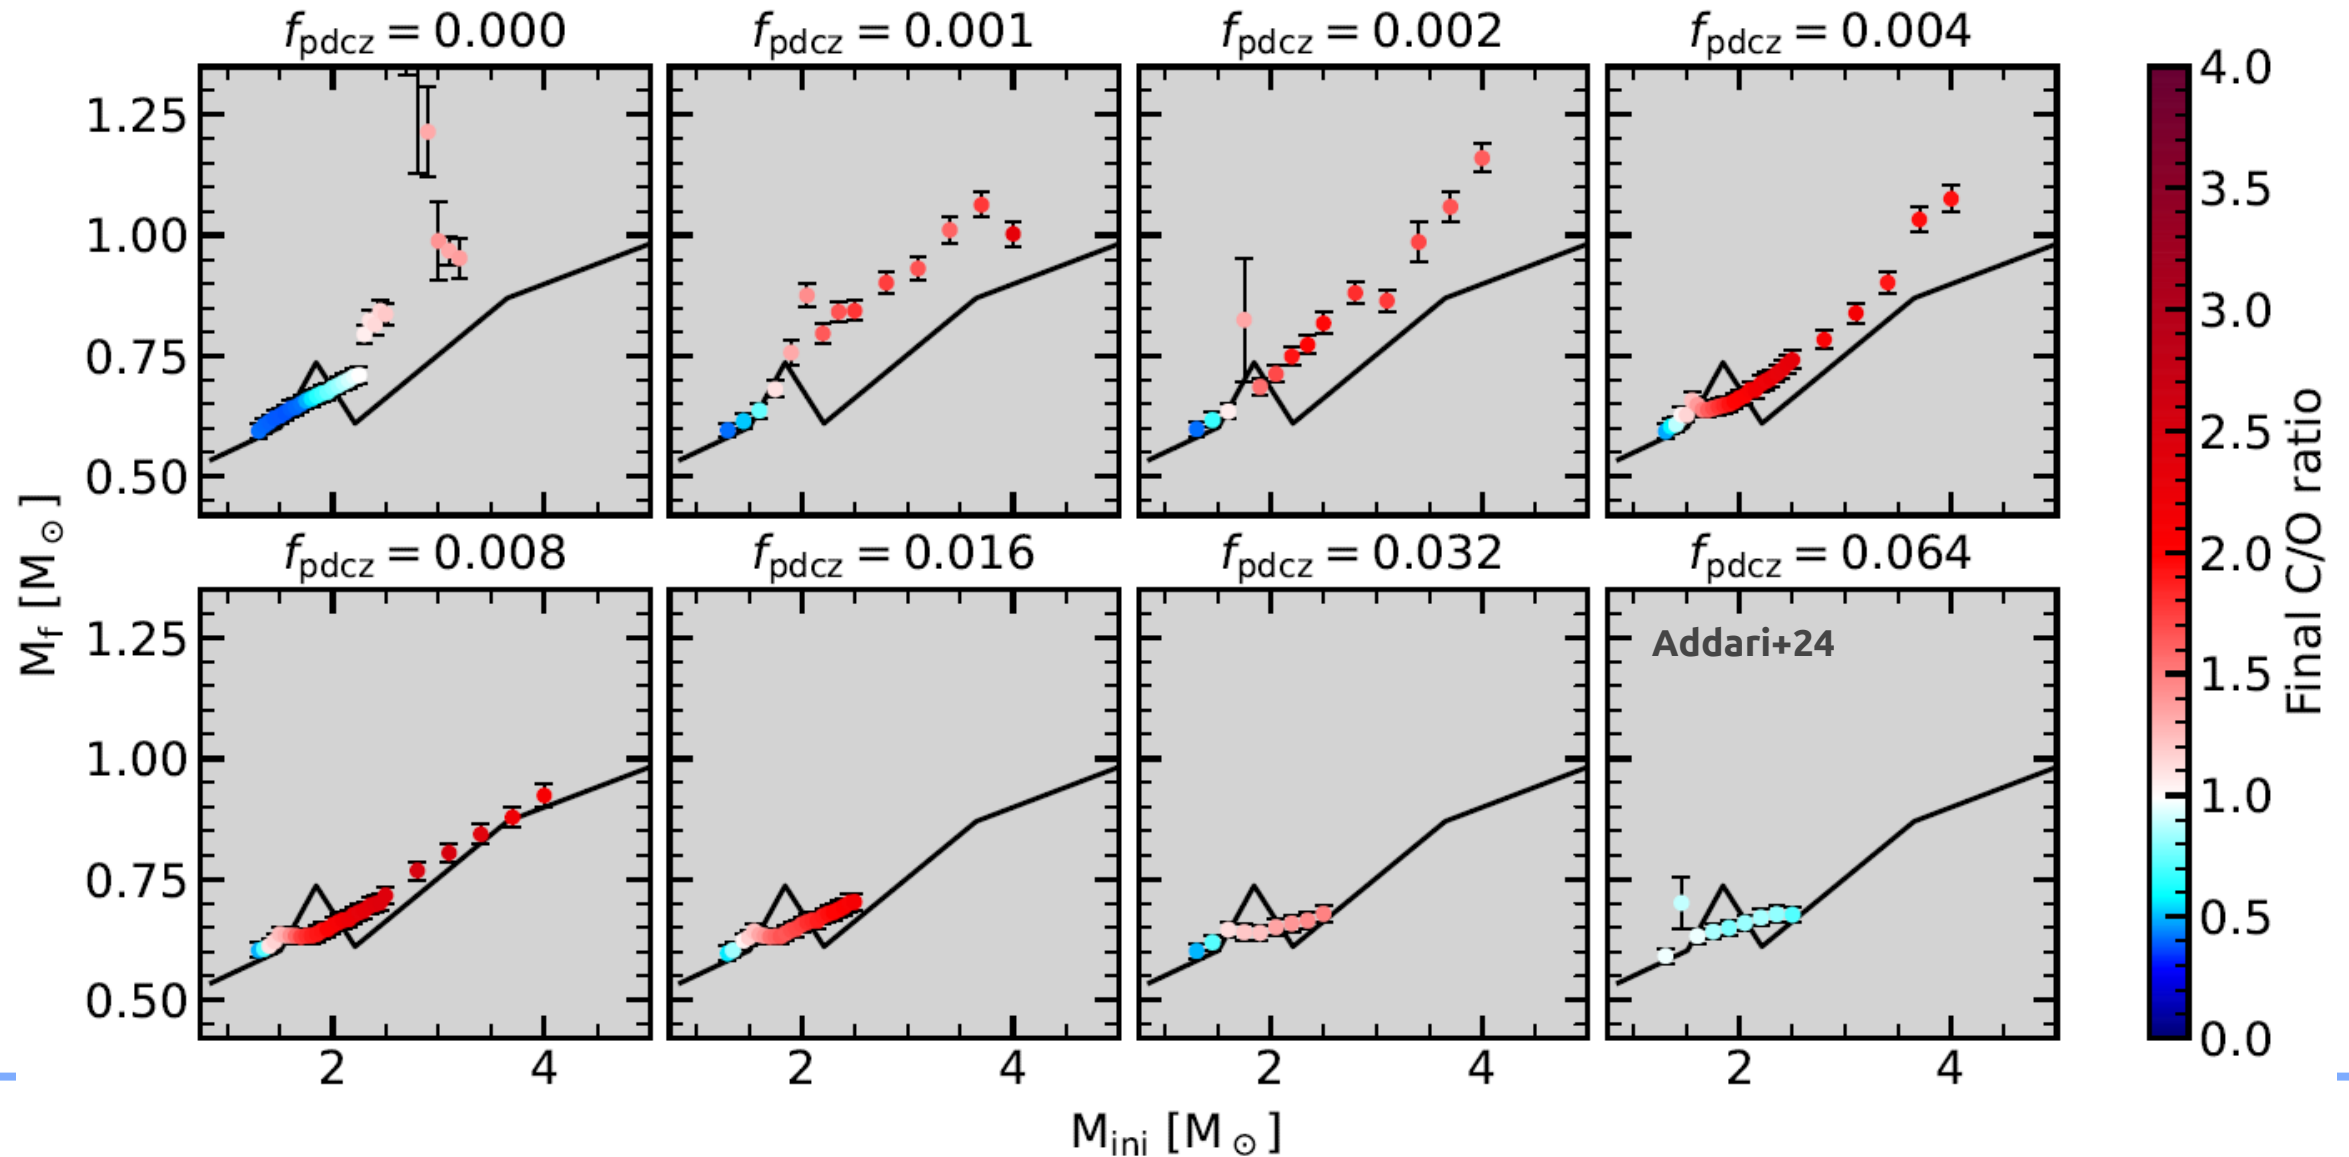 f_pdcz = 0.000
f_pdcz = 0.001
f_pdcz = 0.002
f_pdcz = 0.004
1.25
1.00
0.75
0.50
f_pdcz = 0.008
f_pdcz = 0.016
f_pdcz = 0.032
f_pdcz = 0.064
1.25
1.00
0.75
0.50
Addari+24
2 4
2 4
2 4
2 4
M_f [M_⊙]
M_ini [M_⊙]
4.0
3.5
3.0
2.5
2.0
1.5
1.0
0.5
0.0
Final C/O ratio